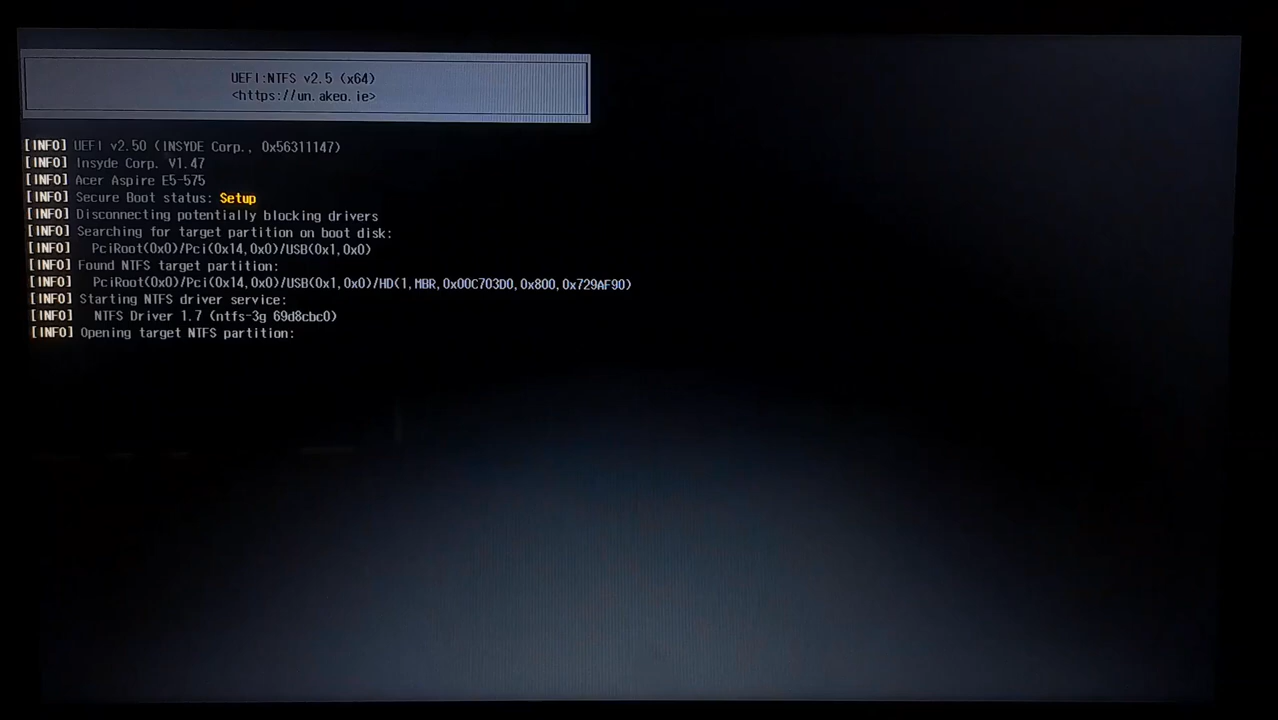 UEFI:NTFS v2.5 (x64)
<https://un.akeo.ie>
[INFO] UEFI v2.50 (INSYDE Corp., 0x56311147)
[INFO] Insyde Corp. V1.47
[INFO] Acer Aspire E5-575
[INFO] Secure Boot status: Setup
[INFO] Disconnecting potentially blocking drivers
[INFO] Searching for target partition on boot disk:
[INFO] PciRoot(0x0)/Pci(0x14,0x0)/USB(0x1,0x0)
[INFO] Found NTFS target partition:
[INFO] PciRoot(0x0)/Pci(0x14,0x0)/USB(0x1,0x0)/HD(1,MBR,0x00C703D0,0x800,0x729AF90)
[INFO] Starting NTFS driver service:
[INFO] NTFS Driver 1.7 (ntfs-3g 69d8cbc0)
[INFO] Opening target NTFS partition: